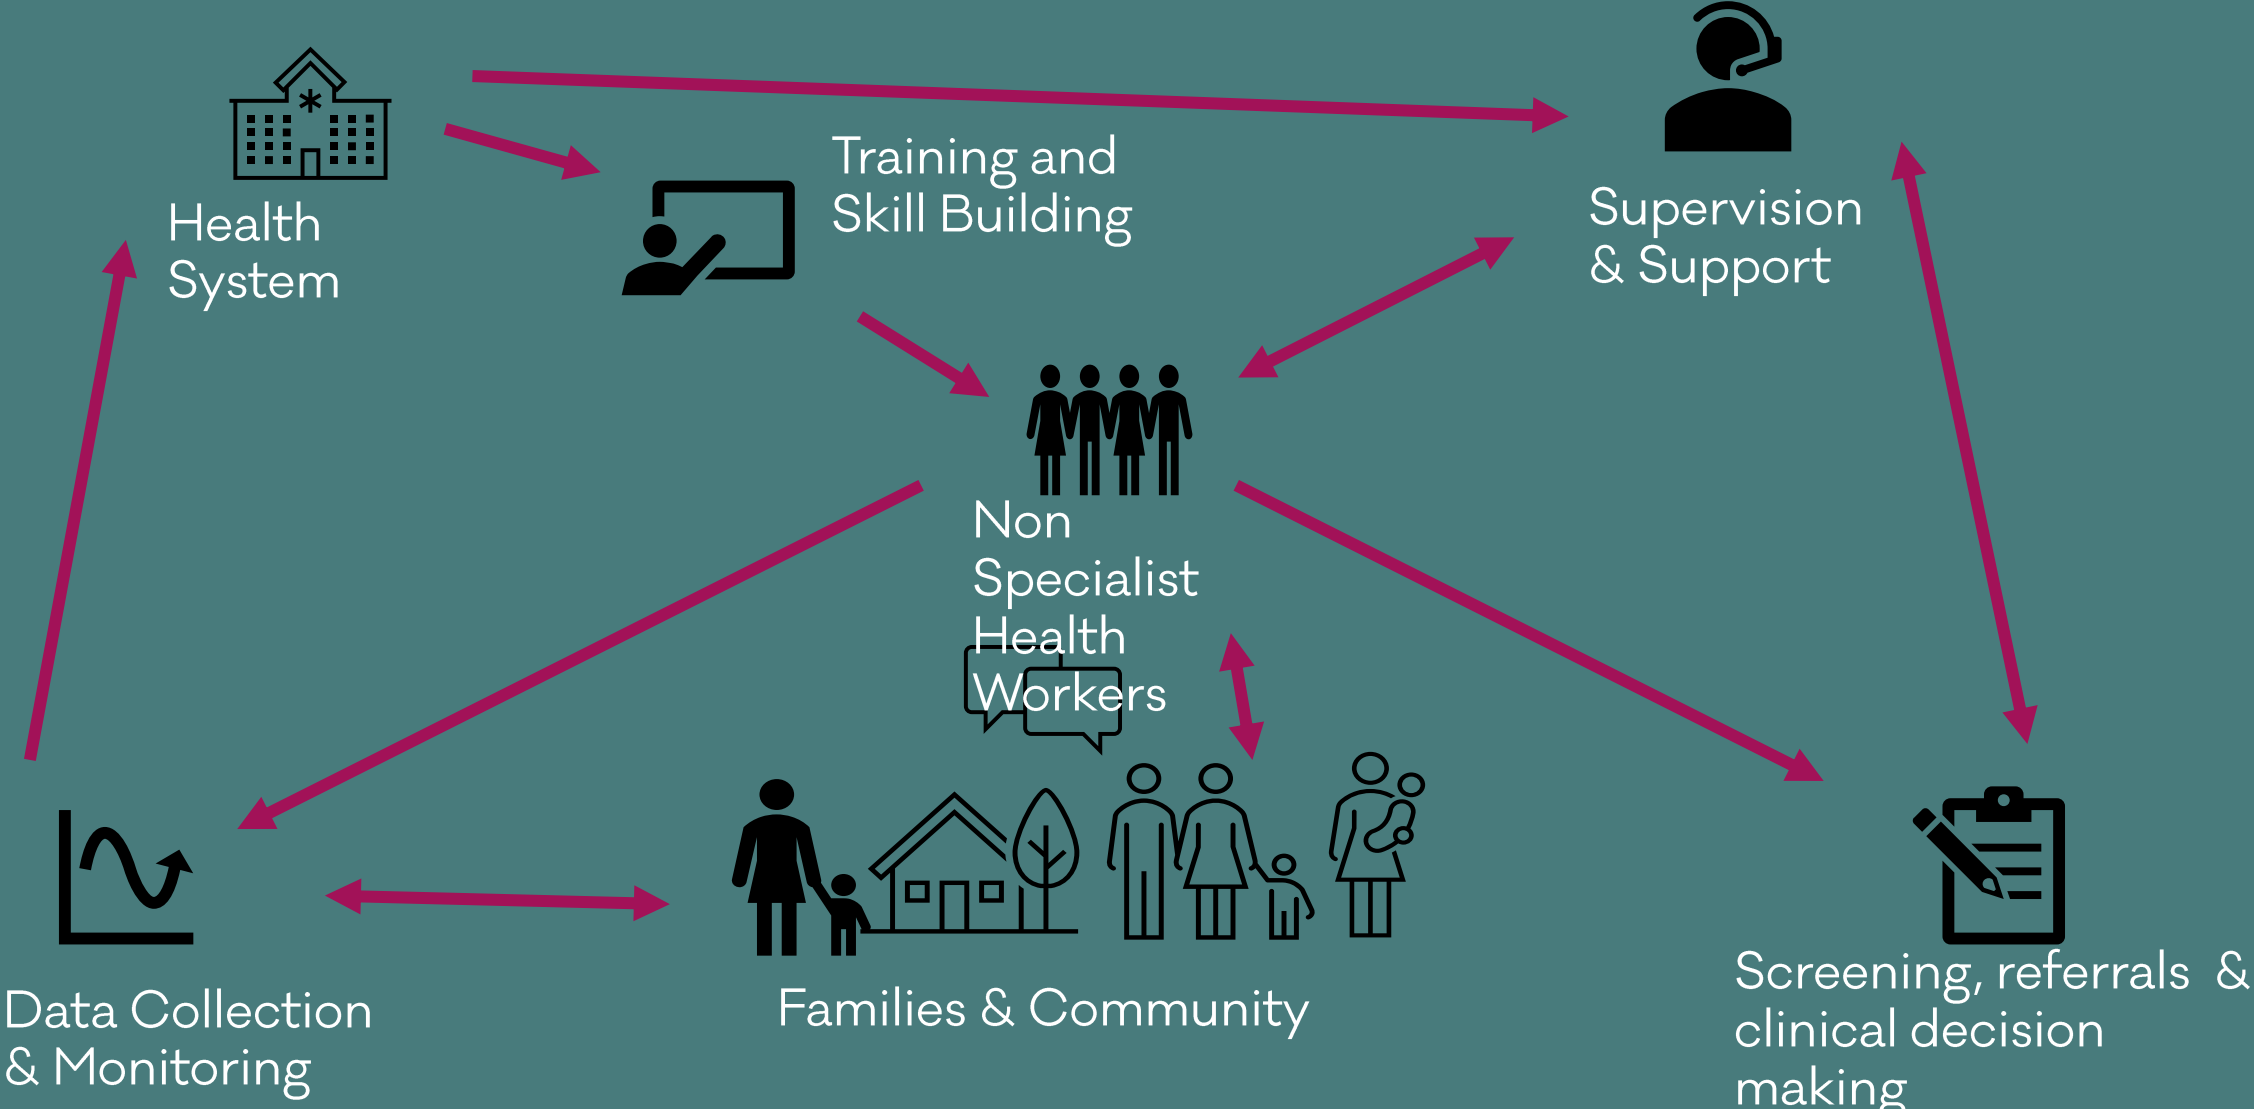 Training and
Skill Building
Health
System
Supervision
& Support
Non
Specialist
Health
Workers
Data Collection
& Monitoring
Families & Community
Screening, referrals &
clinical decision
making